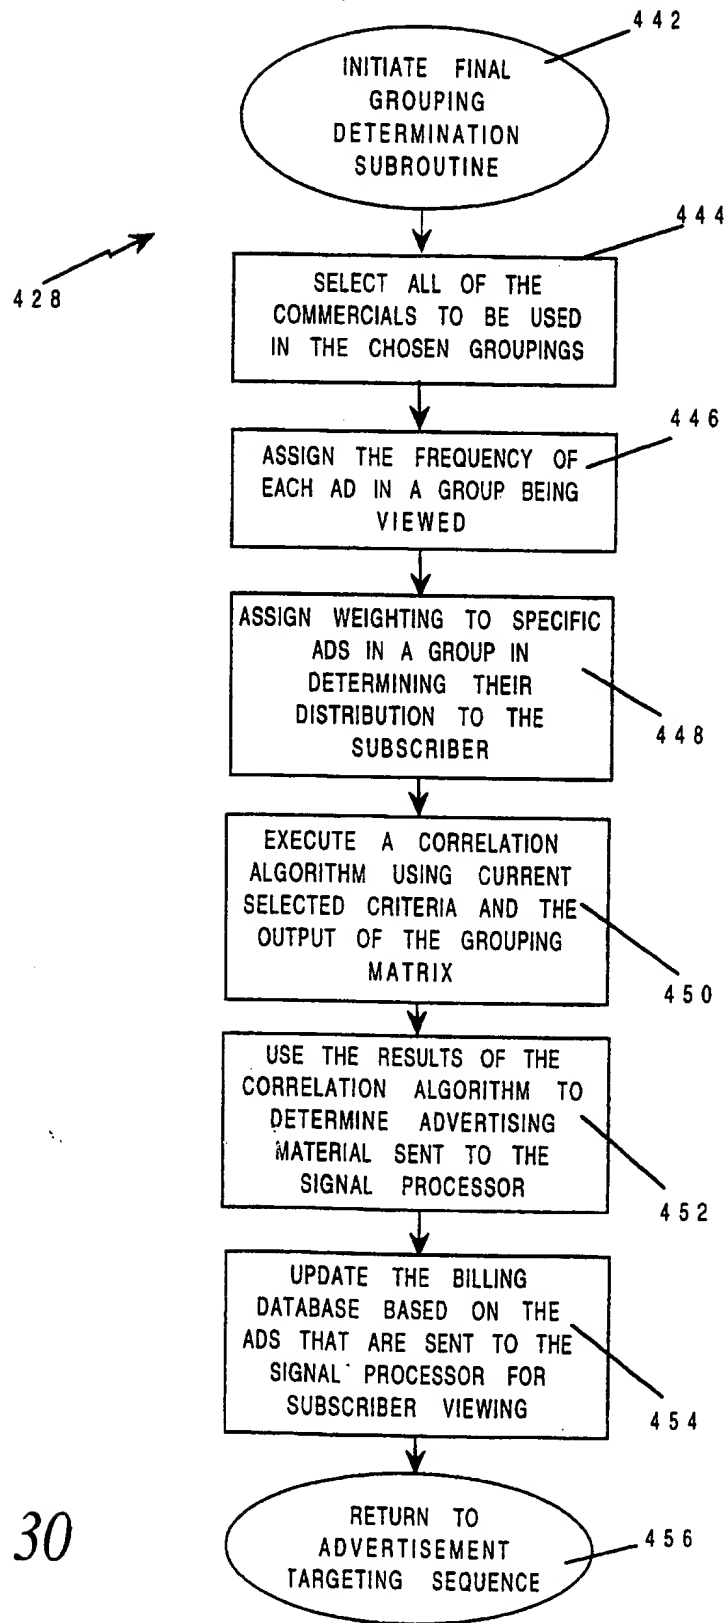 442
INITIATE FINAL
GROUPING
DETERMINATION
SUBROUTINE
428
444
SELECT ALL OF THE
COMMERCIALS TO BE USED
IN THE CHOSEN GROUPINGS
446
ASSIGN THE FREQUENCY OF
EACH AD IN A GROUP BEING
VIEWED
ASSIGN WEIGHTING TO SPECIFIC
ADS IN A GROUP IN
DETERMINING THEIR
DISTRIBUTION TO THE
SUBSCRIBER
448
EXECUTE A CORRELATION
ALGORITHM USING CURRENT
SELECTED CRITERIA AND THE
OUTPUT OF THE GROUPING
MATRIX
450
USE THE RESULTS OF THE
CORRELATION ALGORITHM TO
DETERMINE ADVERTISING
MATERIAL SENT TO THE
SIGNAL PROCESSOR
452
UPDATE THE BILLING
DATABASE BASED ON THE
ADS THAT ARE SENT TO THE
SIGNAL PROCESSOR FOR
SUBSCRIBER VIEWING
454
RETURN TO
ADVERTISEMENT
TARGETING SEQUENCE
456
30